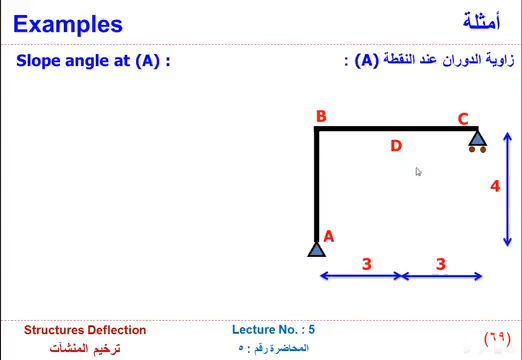 Examples
أمثلة
Slope angle at (A) :
زاوية الدوران عند النقطة (A) :
B
C
D
4
A
3
3
Structures Deflection
Lecture No. : 5
ترخيم المنشآت
المحاضرة رقم : ٥
(٦٩)